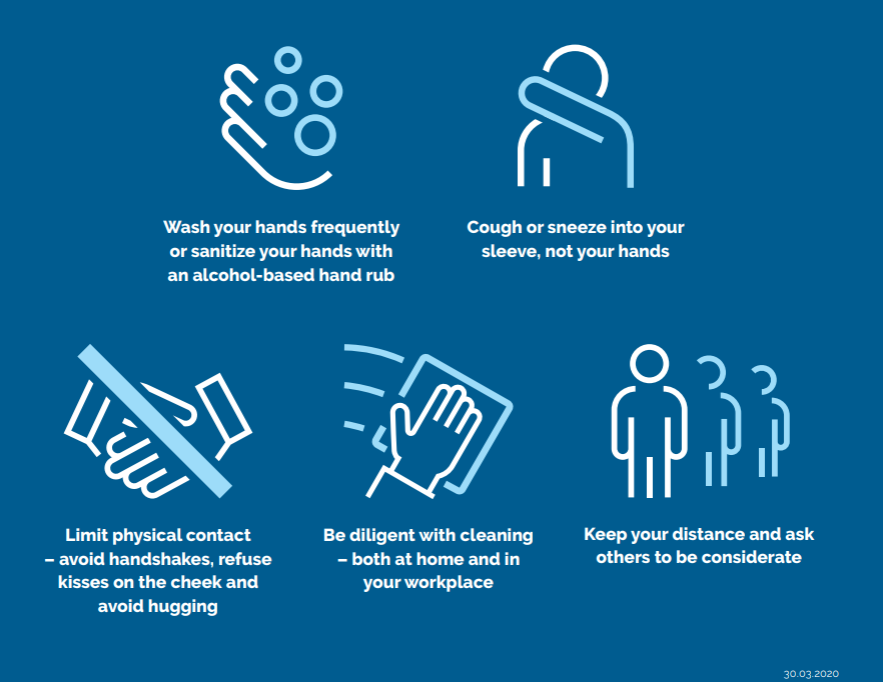 Wash your hands frequently
or sanitize your hands with
an alcohol-based hand rub
Cough or sneeze into your
sleeve, not your hands
Limit physical contact
– avoid handshakes, refuse
kisses on the cheek and
avoid hugging
Be diligent with cleaning
– both at home and in
your workplace
Keep your distance and ask
others to be considerate
30.03.2020